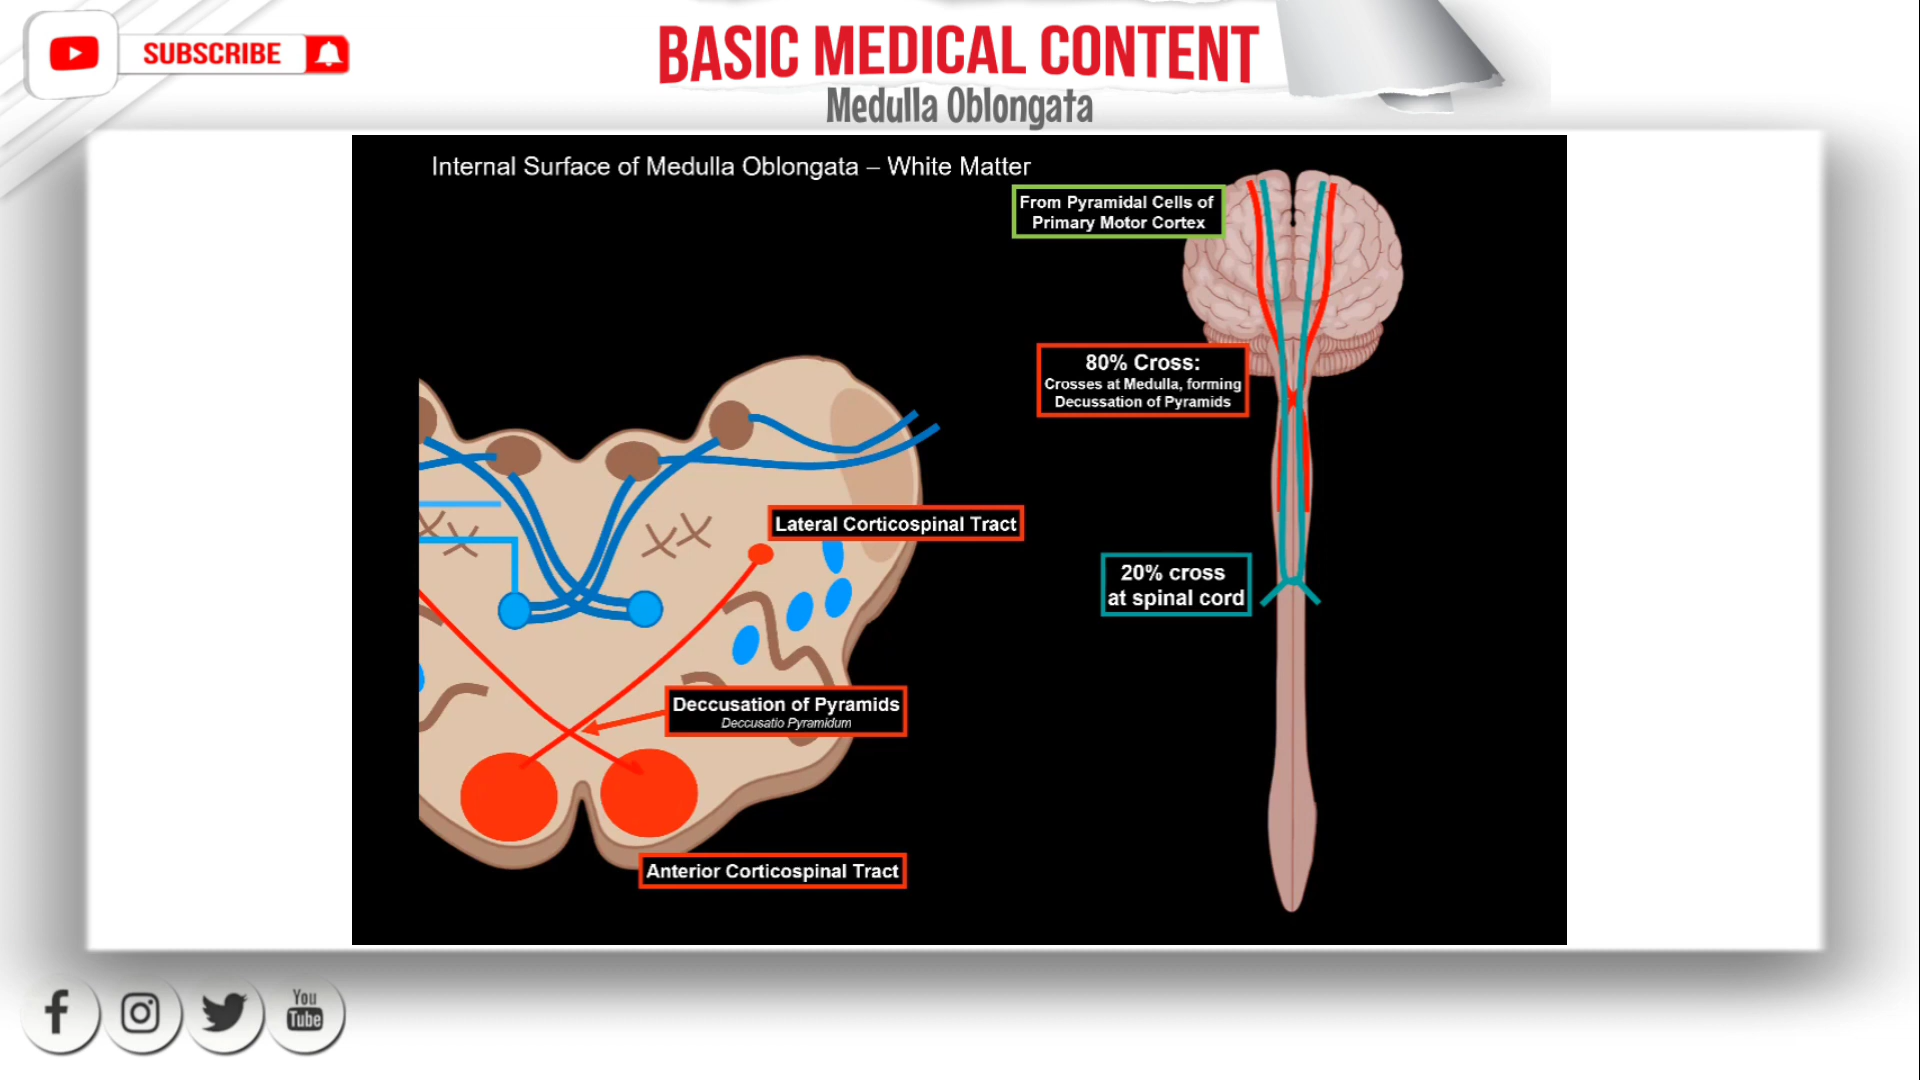 SUBSCRIBE
BASIC MEDICAL CONTENT
Medulla Oblongata
Internal Surface of Medulla Oblongata – White Matter
From Pyramidal Cells of
Primary Motor Cortex
80% Cross:
Crosses at Medulla, forming
Decussation of Pyramids
Lateral Corticospinal Tract
20% cross
at spinal cord
Deccusation of Pyramids
Deccusatio Pyramidum
Anterior Corticospinal Tract
You
Tube